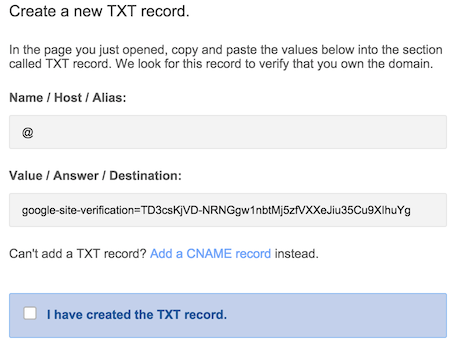 Create a new TXT record.
In the page you just opened, copy and paste the values below into the section
called TXT record. We look for this record to verify that you own the domain.
Name / Host / Alias:
@
Value / Answer / Destination:
google-site-verification=TD3csKjVD-NRNGgw1nbtMj5zfVXXeJiu35Cu9XIhuYg
Can't add a TXT record? Add a CNAME record instead.
I have created the TXT record.